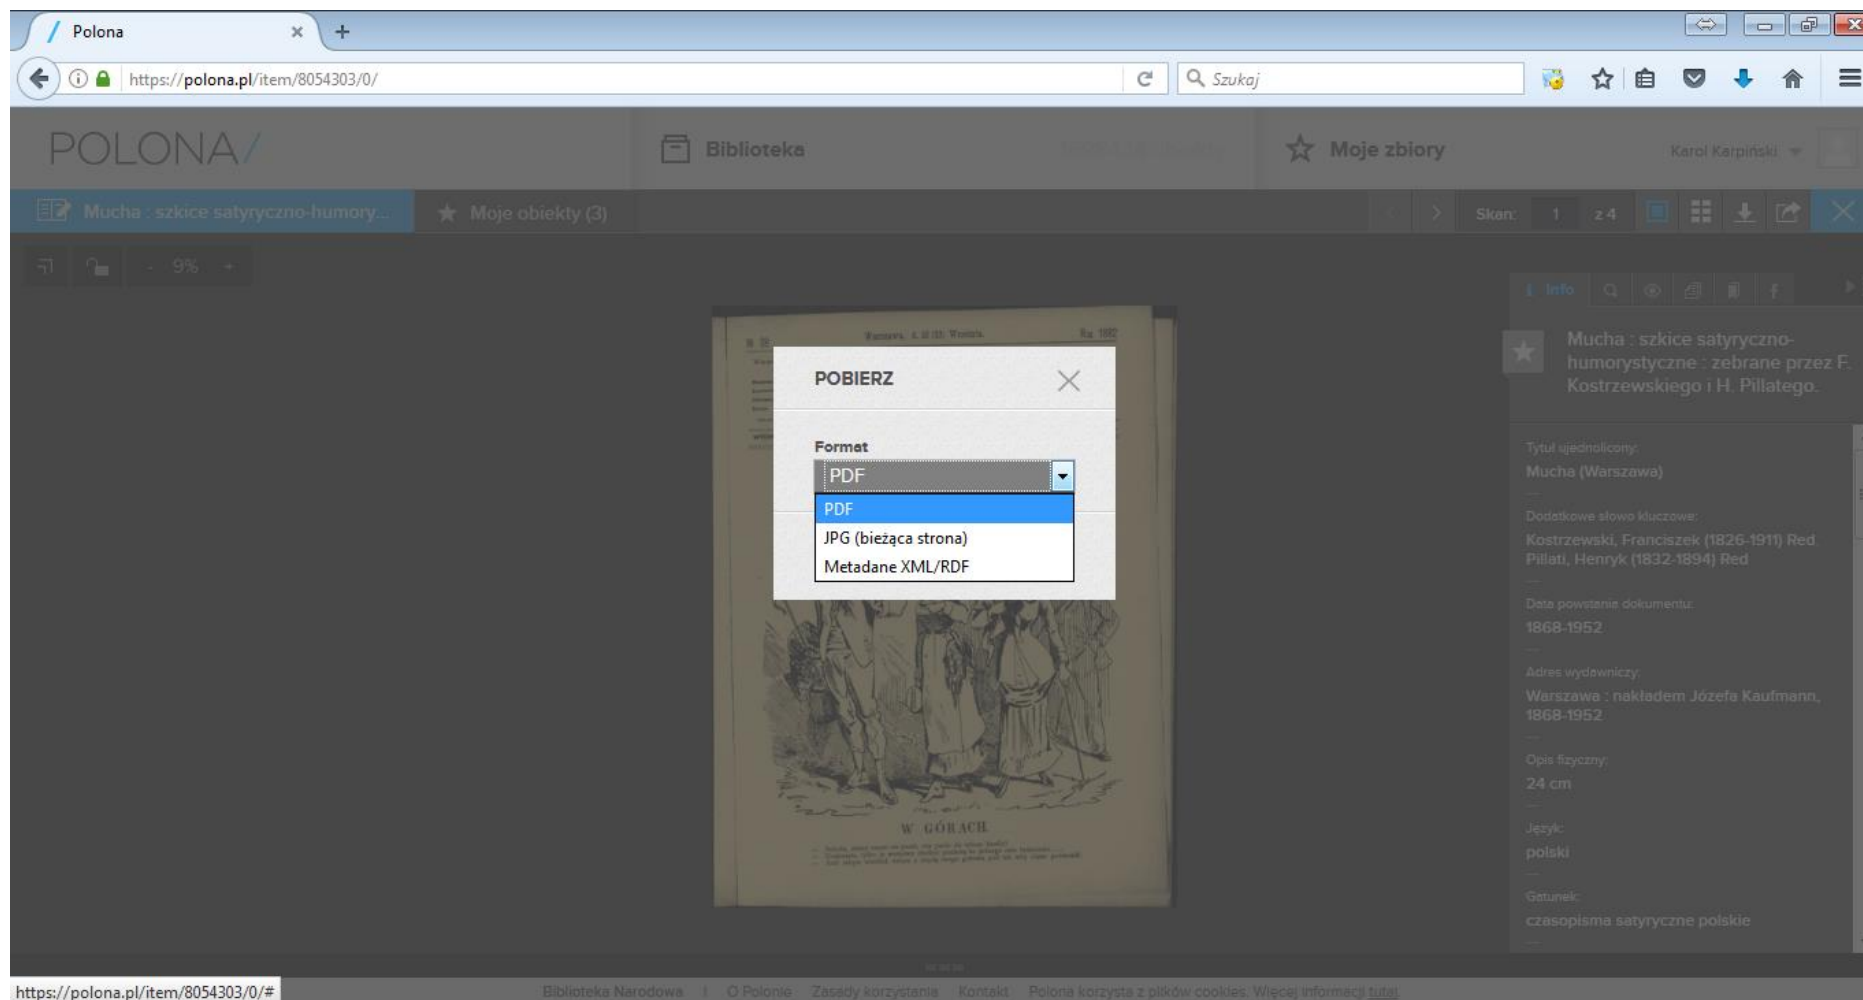 Polona
https://polona.pl/item/8054303/0/
Szukaj
POLONA/
Biblioteka
Moje zbiory
Karol Karpiński
Mucha : szkice satyryczno-humory...
Moje obiekty (3)
Skan: 1 z 4
- 9% +
Info
Warszawa,
Września.
Mucha : szkice satyryczno-
humorystyczne : zebrane przez F.
Kostrzewskiego i H. Pillatego.
POBIERZ
Format
PDF
PDF
JPG (bieżąca strona)
Metadane XML/RDF
Tytuł ujednolicony:
Mucha (Warszawa)
Dodatkowe słowo kluczowe:
Kostrzewski, Franciszek (1826-1911) Red.
Pillati, Henryk (1832-1894) Red
Data powstania dokumentu:
1868-1952
Adres wydawniczy:
Warszawa : nakładem Józefa Kaufmann,
1868-1952
Opis fizyczny:
24 cm
Język:
polski
Gatunek:
czasopisma satyryczne polskie
W GÓRACH.
https://polona.pl/item/8054303/0/#
Biblioteka Narodowa | O Polonie Zasady korzystania Kontakt Polona korzysta z plików cookies. Więcej informacji tutaj